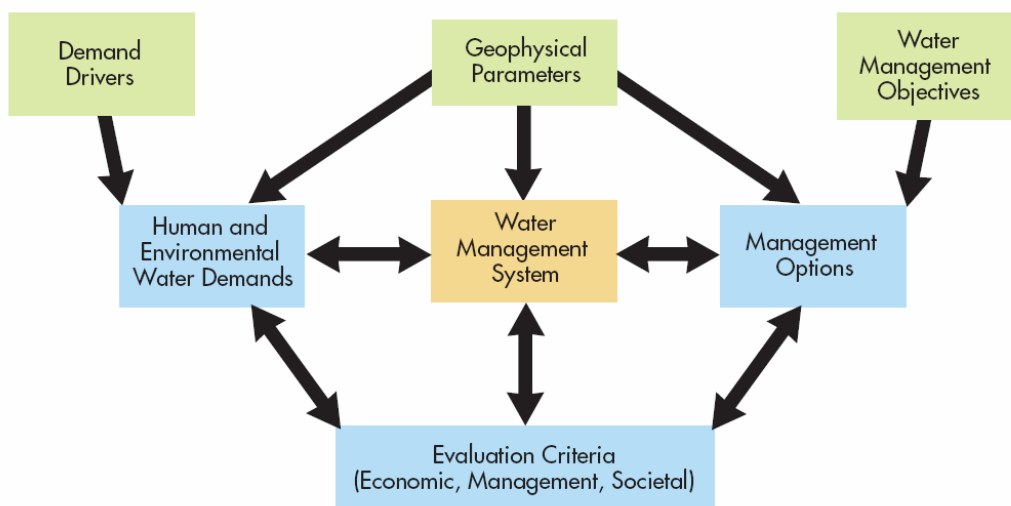 Demand
Drivers
Geophysical
Parameters
Water
Management
Objectives
Human and
Environmental
Water Demands
Water
Management
System
Management
Options
Evaluation Criteria
(Economic, Management, Societal)